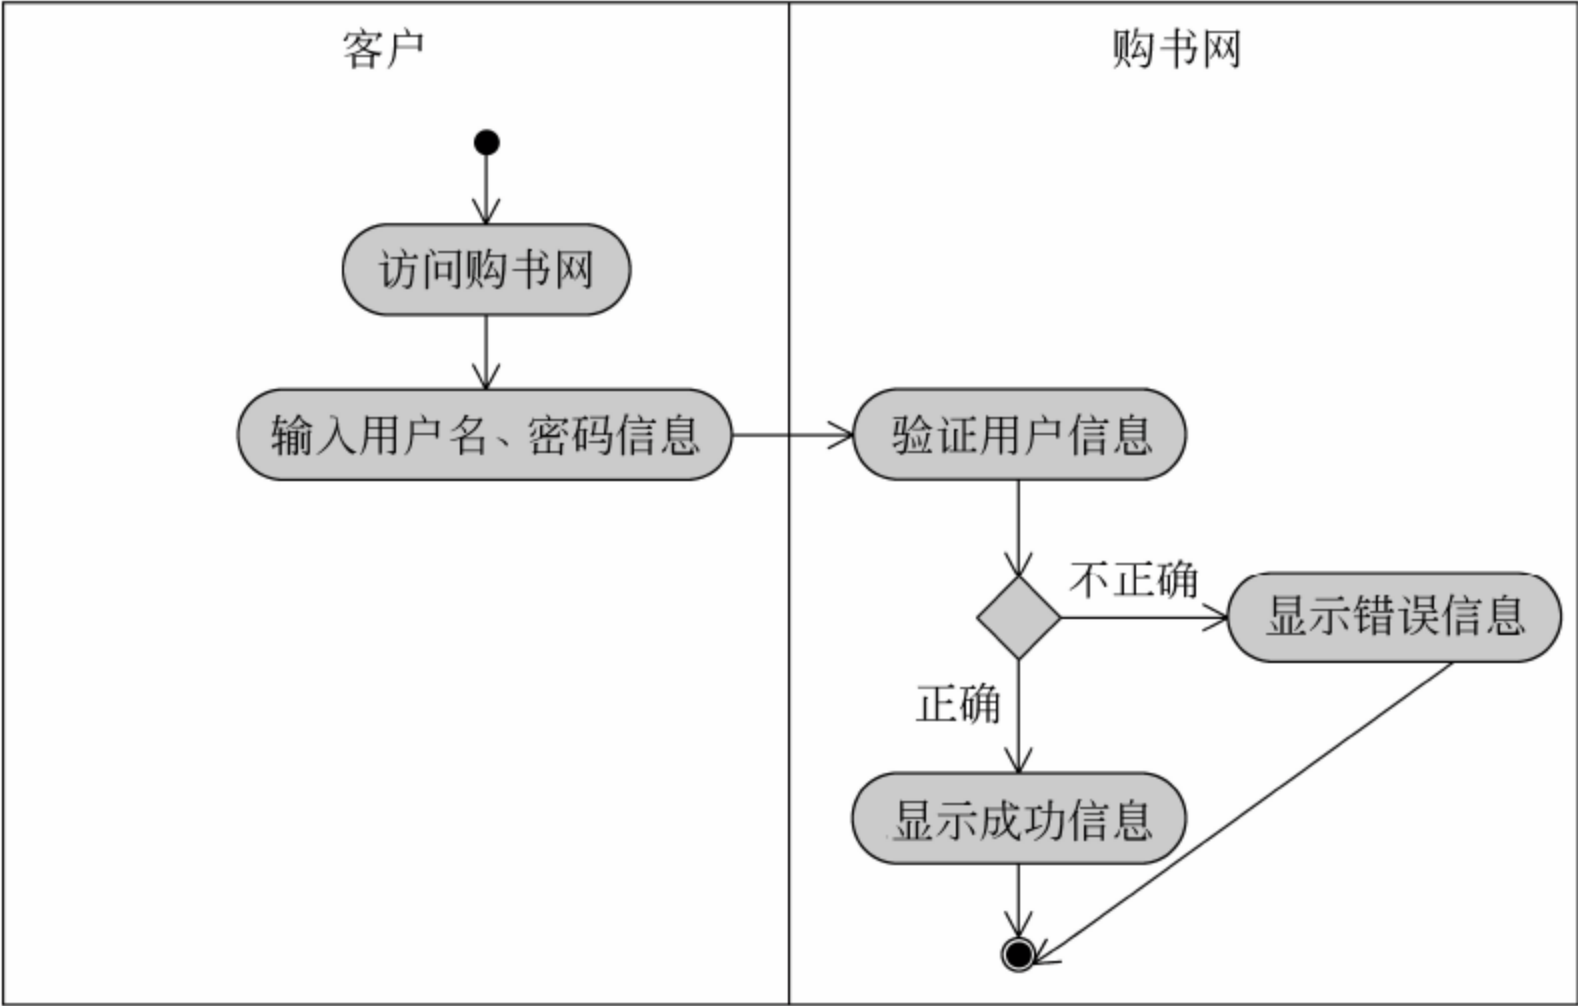 客户
购书网
访问购书网
输入用户名、密码信息
验证用户信息
不正确
显示错误信息
正确
显示成功信息